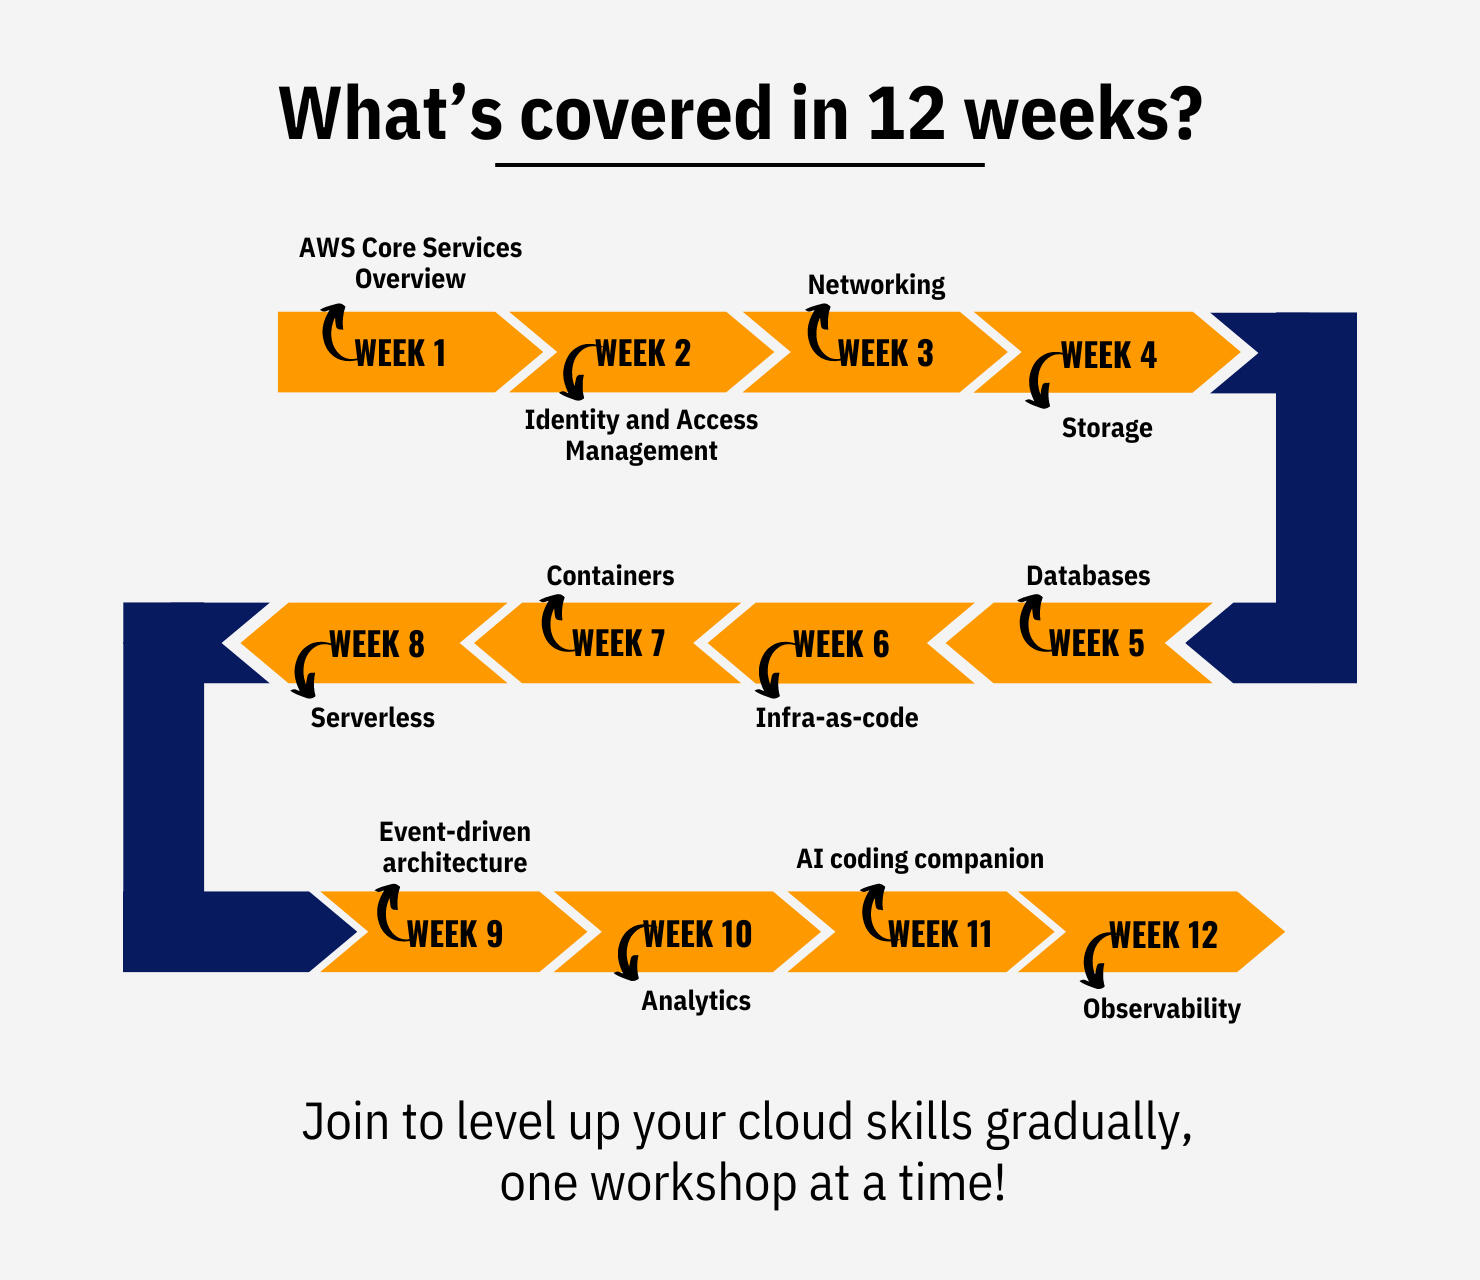 What’s covered in 12 weeks?
AWS Core Services
Overview
WEEK 1
WEEK 2
Identity and Access
Management
Networking
WEEK 3
WEEK 4
Storage
Databases
WEEK 5
WEEK 6
Infra-as-code
Containers
WEEK 7
WEEK 8
Serverless
Event-driven
architecture
WEEK 9
WEEK 10
Analytics
AI coding companion
WEEK 11
WEEK 12
Observability
Join to level up your cloud skills gradually,
one workshop at a time!